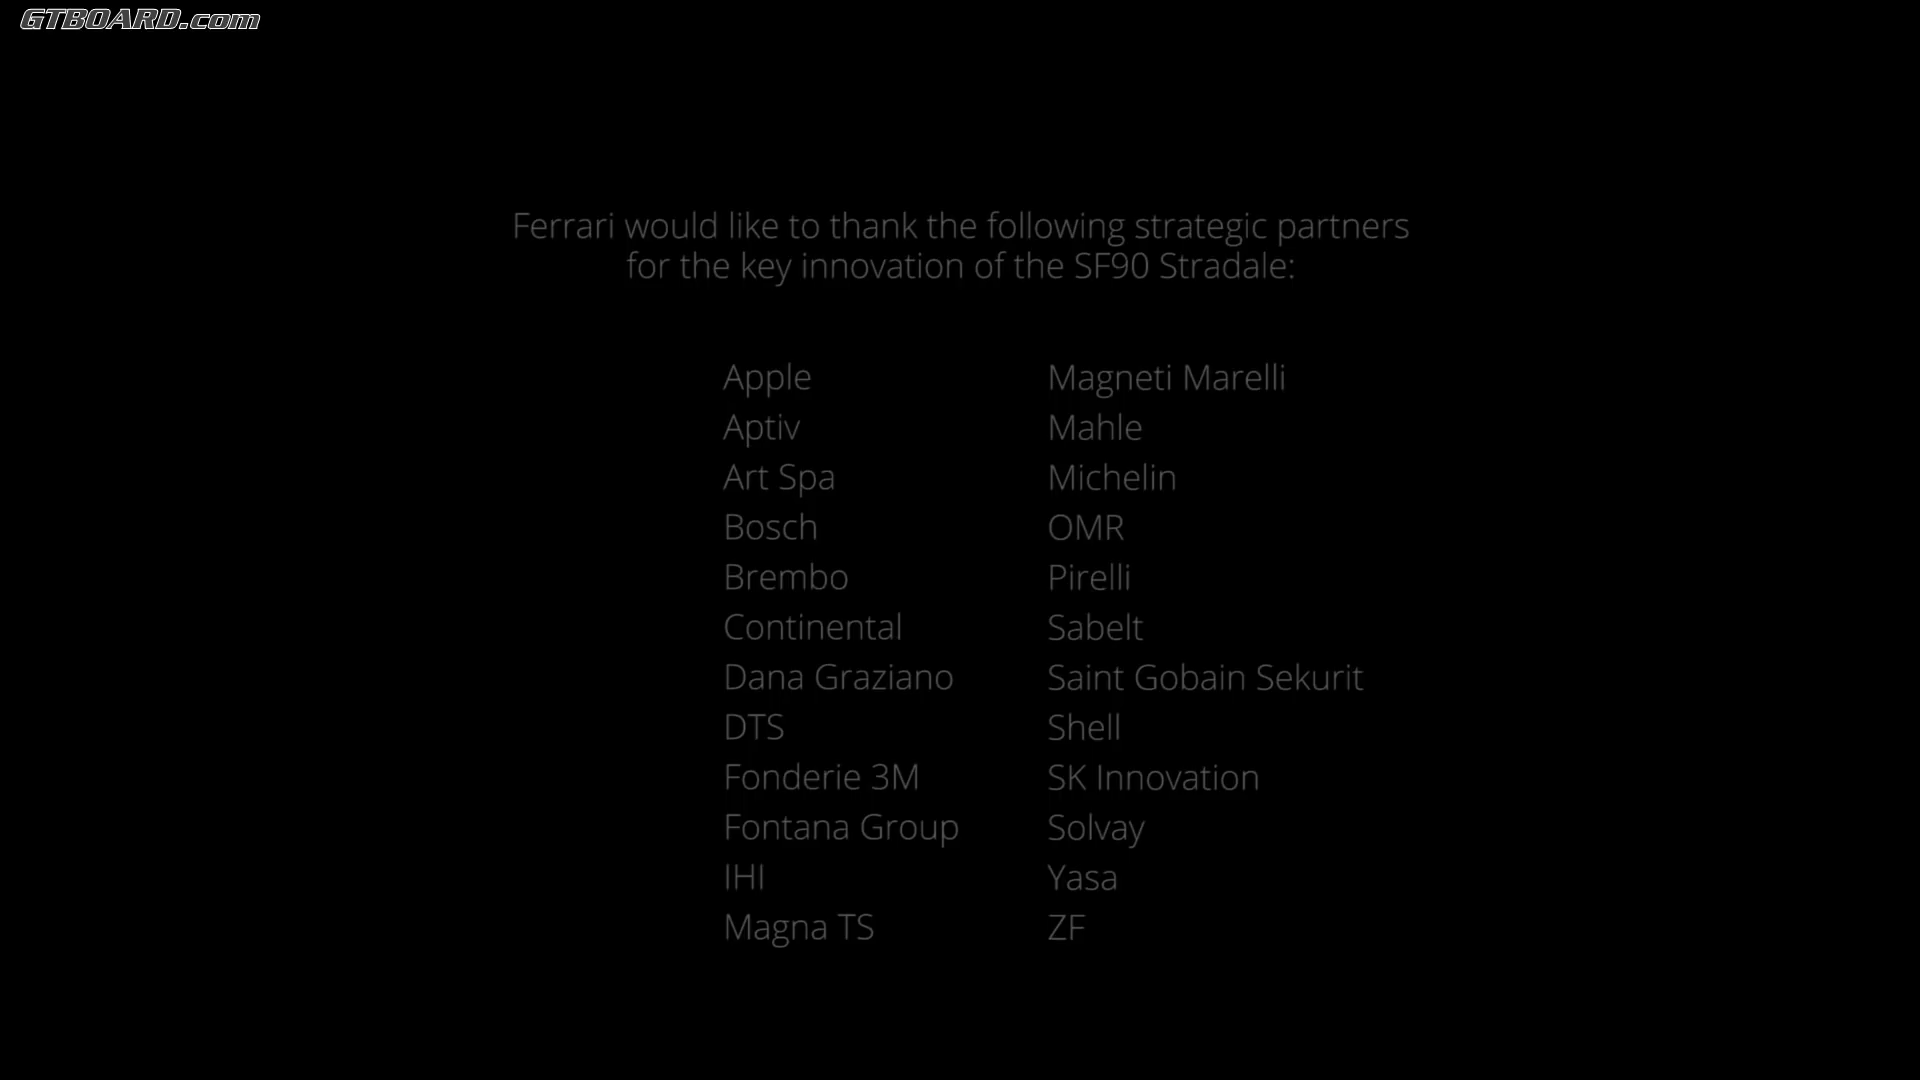 GTBOARD.com
Ferrari would like to thank the following strategic partners
for the key innovation of the SF90 Stradale:
Apple
Aptiv
Art Spa
Bosch
Brembo
Continental
Dana Graziano
DTS
Fonderie 3M
Fontana Group
IHI
Magna TS
Magneti Marelli
Mahle
Michelin
OMR
Pirelli
Sabelt
Saint Gobain Sekurit
Shell
SK Innovation
Solvay
Yasa
ZF